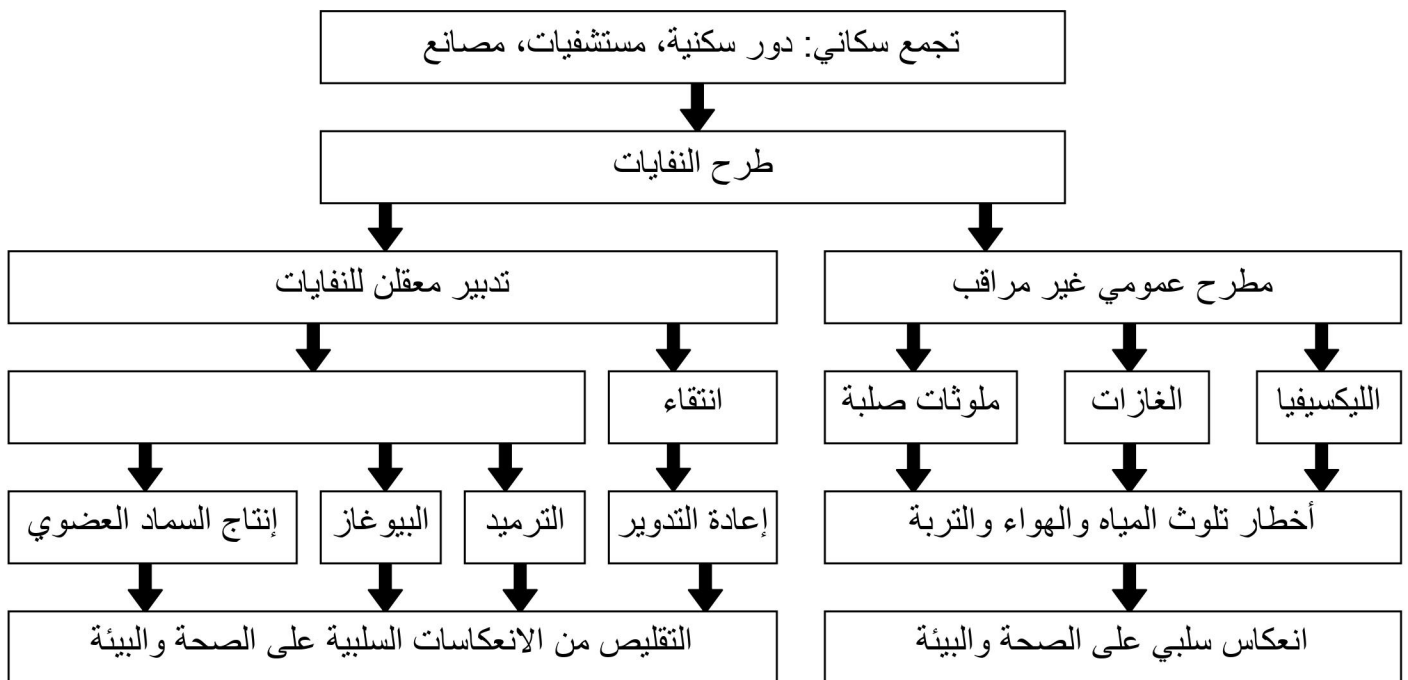 تجمع سكاني: دور سكنية، مستشفيات، مصانع
طرح النفايات
مطرح عمومي غير مراقب
تدبير معقلن للنفايات
الليكسيفيا
الغازات
ملوثات صلبة
انتقاء
أخطار تلوث المياه والهواء والتربة
إعادة التدوير
الترميد
البيوغاز
إنتاج السماد العضوي
انعكاس سلبي على الصحة والبيئة
التقليص من الانعكاسات السلبية على الصحة والبيئة